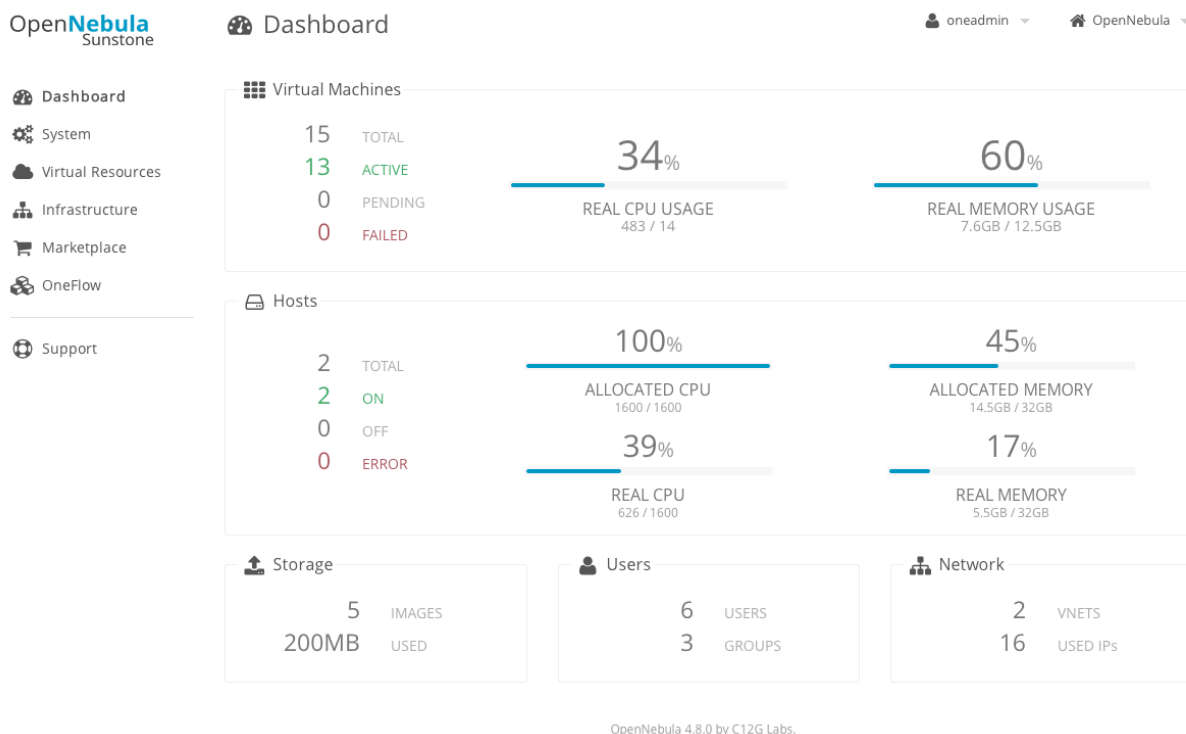 OpenNebula
Sunstone
Dashboard
oneadmin
OpenNebula
Dashboard
System
Virtual Resources
Infrastructure
Marketplace
OneFlow
Support
Virtual Machines
15 TOTAL
13 ACTIVE
0 PENDING
0 FAILED
34%
REAL CPU USAGE
483 / 14
60%
REAL MEMORY USAGE
7.6GB / 12.5GB
Hosts
2 TOTAL
2 ON
0 OFF
0 ERROR
100%
ALLOCATED CPU
1600 / 1600
45%
ALLOCATED MEMORY
14.5GB / 32GB
39%
REAL CPU
626 / 1600
17%
REAL MEMORY
5.5GB / 32GB
Storage
5 IMAGES
200MB USED
Users
6 USERS
3 GROUPS
Network
2 VNETS
16 USED IPs
OpenNebula 4.8.0 by C12G Labs.